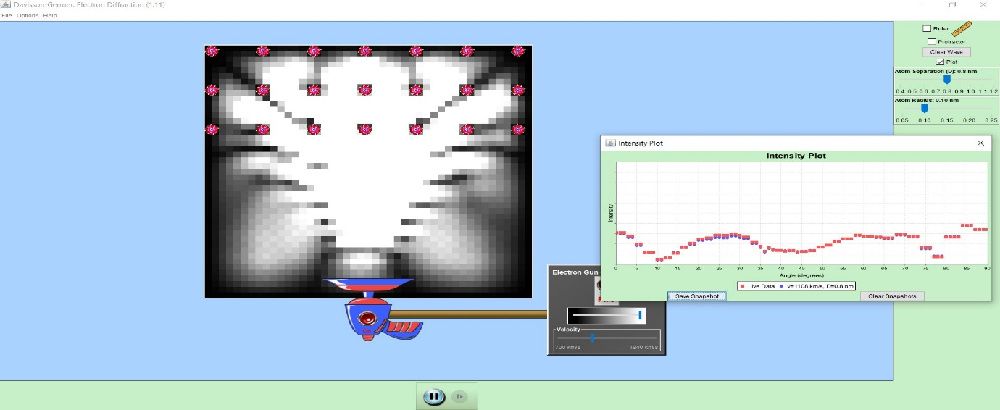 Davisson-Germer: Electron Diffraction (1.11)
File Options Help
Ruler
Protractor
Clear Wave
Plot
Atom Separation (D): 0.8 nm
0.4 0.5 0.6 0.7 0.8 0.9 1.0 1.1 1.2
Atom Radius: 0.10 nm
0.05 0.10 0.15 0.20 0.25
Intensity Plot
Intensity Plot
Intensity
0 5 10 15 20 25 30 35 40 45 50 55 60 65 70 75 80 85 90
Angle (degrees)
Live Data v=1108 km/s, D=0.8 nm
Save Snapshot Clear Snapshots
Electron Gun
Velocity
700 km/s 1840 km/s
On